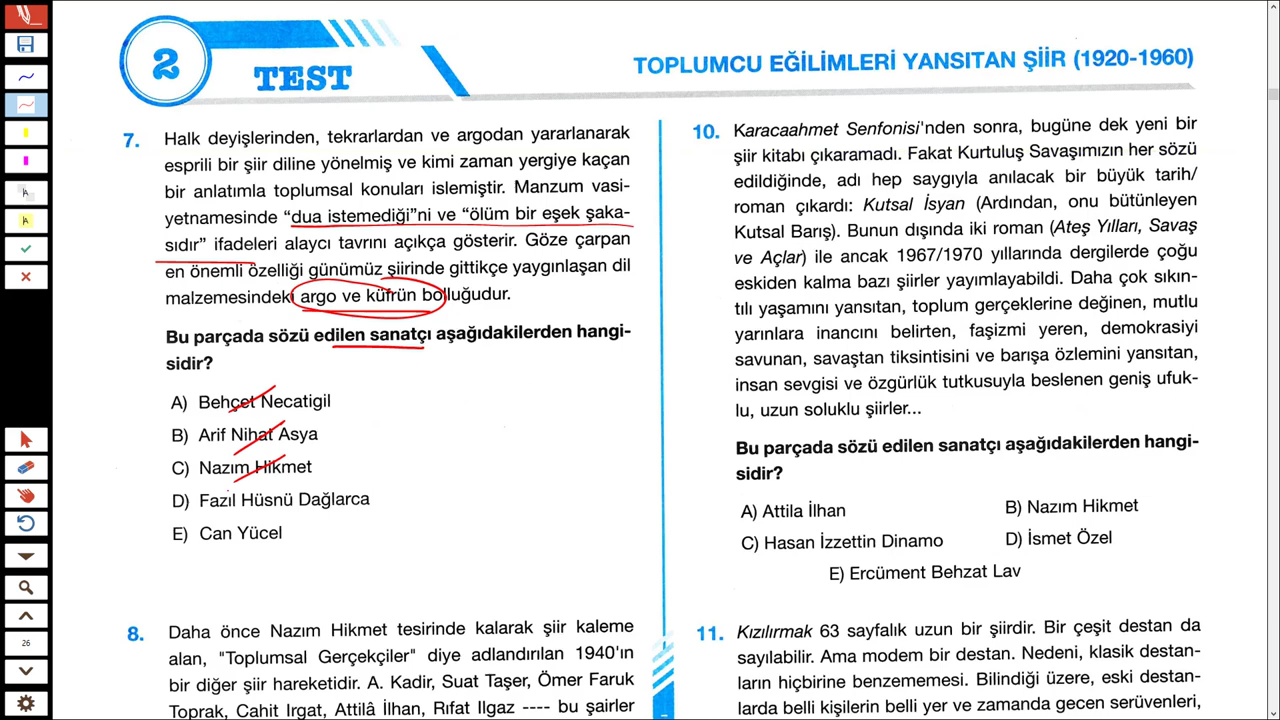 2
TEST
TOPLUMCU EĞİLİMLERİ YANSITAN ŞİİR (1920-1960)
7. Halk deyişlerinden, tekrarlardan ve argodan yararlanarak
esprili bir şiir diline yönelmiş ve kimi zaman yergiye kaçan
bir anlatımla toplumsal konuları islemiştir. Manzum vasi-
yetnamesinde “dua istemediği”ni ve “ölüm bir eşek şaka-
sıdır” ifadeleri alaycı tavrını açıkça gösterir. Göze çarpan
en önemli özelliği günümüz şiirinde gittikçe yaygınlaşan dil
malzemesindeki argo ve küfrün bolluğudur.
Bu parçada sözü edilen sanatçı aşağıdakilerden hangi-
sidir?
A) Behçet Necatigil
B) Arif Nihat Asya
C) Nazım Hikmet
D) Fazıl Hüsnü Dağlarca
E) Can Yücel
8. Daha önce Nazım Hikmet tesirinde kalarak şiir kaleme
alan, "Toplumsal Gerçekçiler" diye adlandırılan 1940'ın
bir diğer şiir hareketidir. A. Kadir, Suat Taşer, Ömer Faruk
Toprak, Cahit Irgat, Attilâ İlhan, Rıfat Ilgaz ---- bu şairler
10. Karacaahmet Senfonisi'nden sonra, bugüne dek yeni bir
şiir kitabı çıkaramadı. Fakat Kurtuluş Savaşımızın her sözü
edildiğinde, adı hep saygıyla anılacak bir büyük tarih/
roman çıkardı: Kutsal İsyan (Ardından, onu bütünleyen
Kutsal Barış). Bunun dışında iki roman (Ateş Yılları, Savaş
ve Açlar) ile ancak 1967/1970 yıllarında dergilerde çoğu
eskiden kalma bazı şiirler yayımlayabildi. Daha çok sıkın-
tılı yaşamını yansıtan, toplum gerçeklerine değinen, mutlu
yarınlara inancını belirten, faşizmi yeren, demokrasiyi
savunan, savaştan tiksintisini ve barışa özlemini yansıtan,
insan sevgisi ve özgürlük tutkusuyla beslenen geniş ufuk-
lu, uzun soluklu şiirler...
Bu parçada sözü edilen sanatçı aşağıdakilerden hangi-
sidir?
A) Attila İlhan B) Nazım Hikmet
C) Hasan İzzettin Dinamo D) İsmet Özel
E) Ercüment Behzat Lav
11. Kızılırmak 63 sayfalık uzun bir şiirdir. Bir çeşit destan da
sayılabilir. Ama modem bir destan. Nedeni, klasik destan-
ların hiçbirine benzememesi. Bilindiği üzere, eski destan-
larda belli kişilerin belli yer ve zamanda geçen serüvenleri,
26